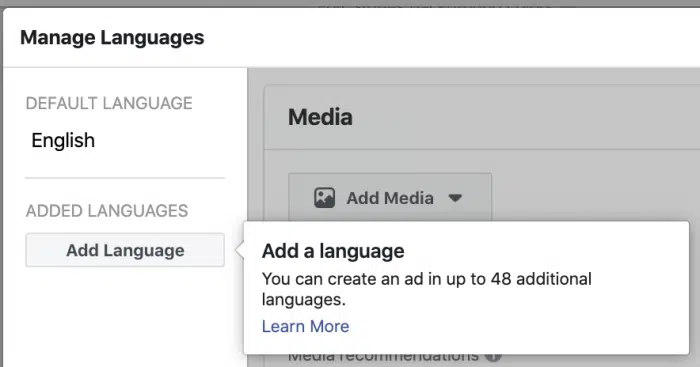 Manage Languages
DEFAULT LANGUAGE
English
Media
Add Media
ADDED LANGUAGES
Add Language
Add a language
You can create an ad in up to 48 additional
languages.
Learn More
Media recommendations